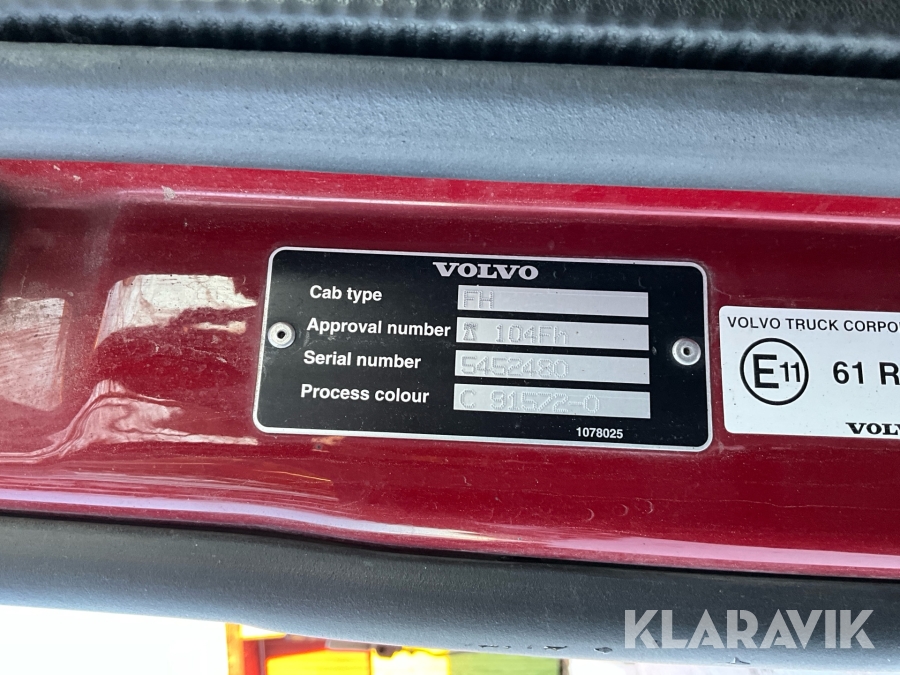 VOLVO
Cab type FH
Approval number 104Fh
Serial number 5452480
Process colour C 91572-0
1078025
VOLVO TRUCK CORPO
E11 61 R
VOLV
KLARAVIK